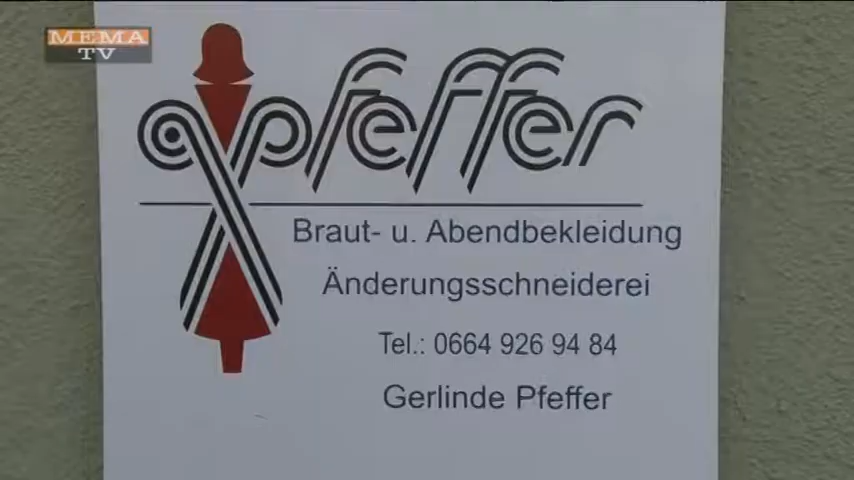 MEMA
TV
pfeffer
Braut- u. Abendbekleidung
Änderungsschneiderei
Tel.: 0664 926 94 84
Gerlinde Pfeffer